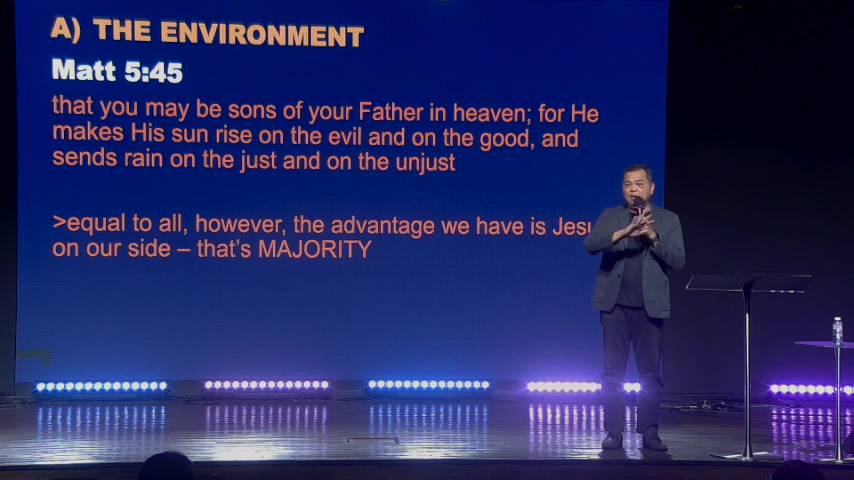 A) THE ENVIRONMENT
Matt 5:45
that you may be sons of your Father in heaven; for He
makes His sun rise on the evil and on the good, and
sends rain on the just and on the unjust
>equal to all, however, the advantage we have is
on our side – that's MAJORITY